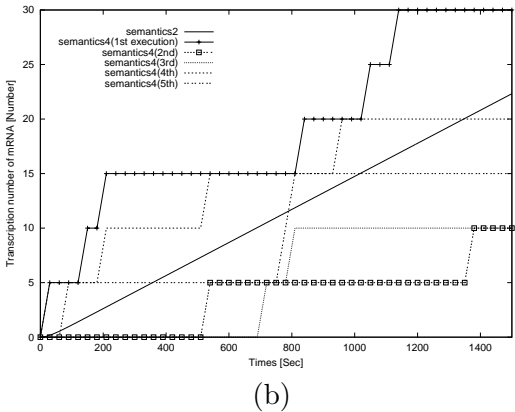 30
25
20
15
10
5
0
Transcription number of mRNA [Number]
semantics2
semantics4(1st execution)
semantics4(2nd)
semantics4(3rd)
semantics4(4th)
semantics4(5th)
0 200 400 600 800 1000 1200 1400
Times [Sec]
(b)